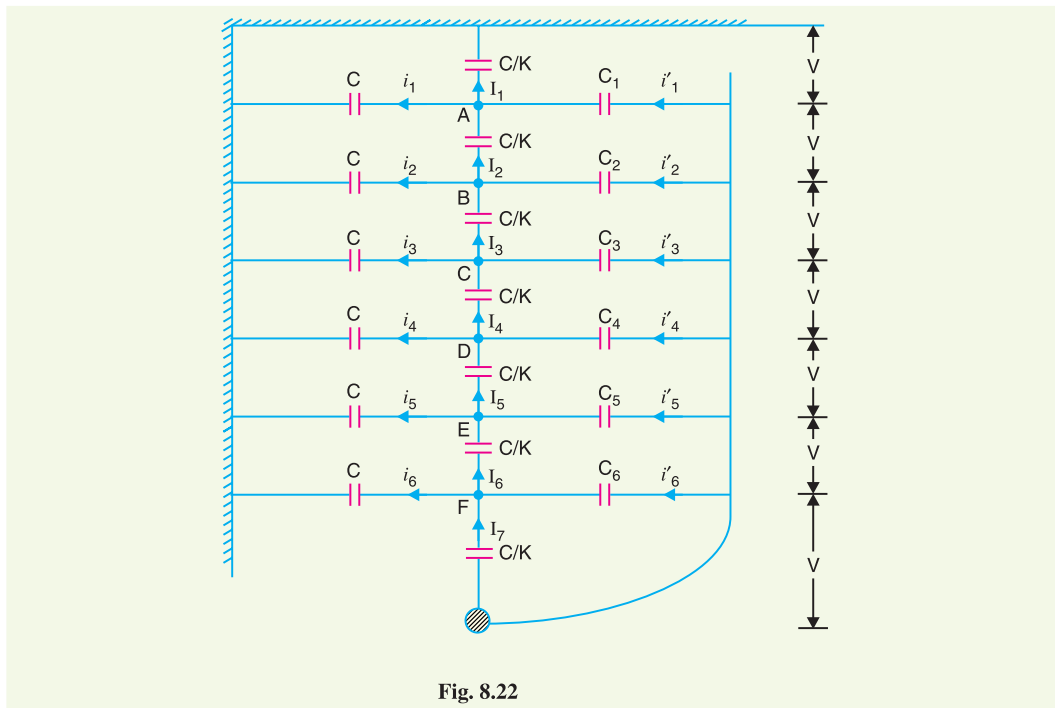 C/K
V
C i₁ I₁ C₁ i′₁
A
C/K
V
C i₂ I₂ C₂ i′₂
B
C/K
V
C i₃ I₃ C₃ i′₃
C
C/K
V
C i₄ I₄ C₄ i′₄
D
C/K
V
C i₅ I₅ C₅ i′₅
E
C/K
V
C i₆ I₆ C₆ i′₆
F
I₇
C/K
V
Fig. 8.22